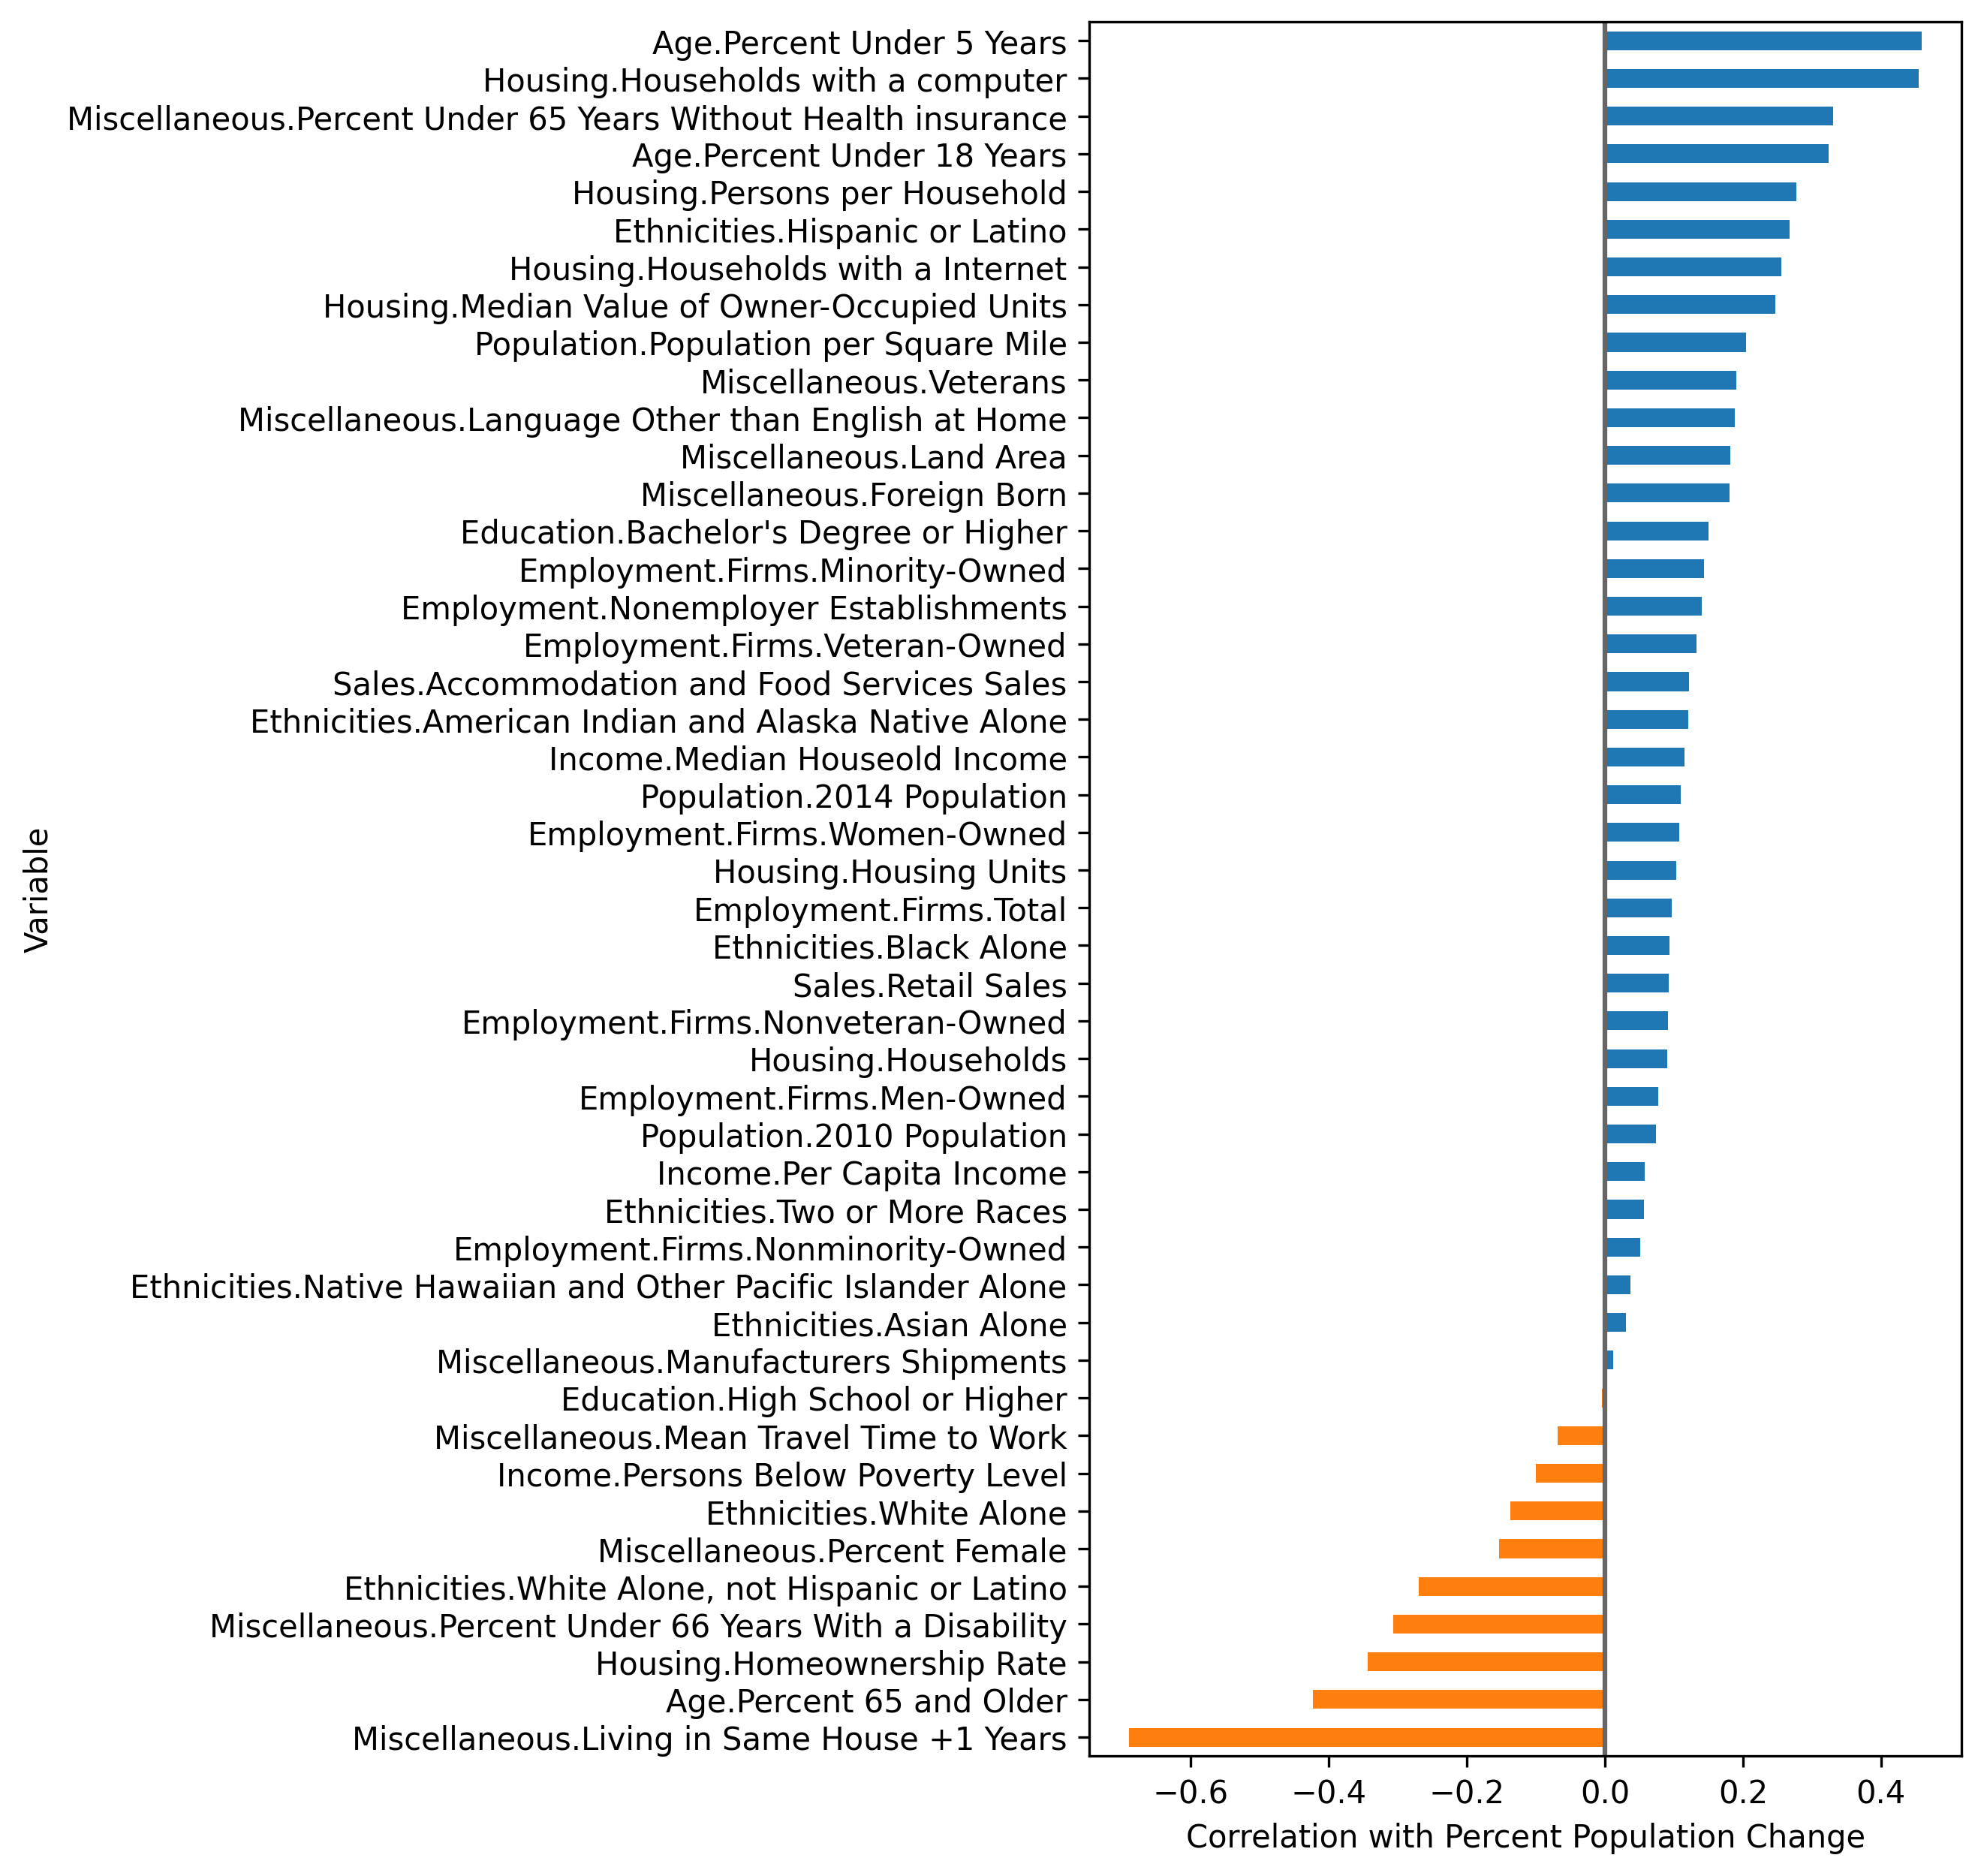 Age.Percent Under 5 Years
Housing.Households with a computer
Miscellaneous.Percent Under 65 Years Without Health insurance
Age.Percent Under 18 Years
Housing.Persons per Household
Ethnicities.Hispanic or Latino
Housing.Households with a Internet
Housing.Median Value of Owner-Occupied Units
Population.Population per Square Mile
Miscellaneous.Veterans
Miscellaneous.Language Other than English at Home
Miscellaneous.Land Area
Miscellaneous.Foreign Born
Education.Bachelor's Degree or Higher
Employment.Firms.Minority-Owned
Employment.Nonemployer Establishments
Employment.Firms.Veteran-Owned
Sales.Accommodation and Food Services Sales
Ethnicities.American Indian and Alaska Native Alone
Income.Median Houseold Income
Population.2014 Population
Employment.Firms.Women-Owned
Housing.Housing Units
Employment.Firms.Total
Ethnicities.Black Alone
Sales.Retail Sales
Employment.Firms.Nonveteran-Owned
Housing.Households
Employment.Firms.Men-Owned
Population.2010 Population
Income.Per Capita Income
Ethnicities.Two or More Races
Employment.Firms.Nonminority-Owned
Ethnicities.Native Hawaiian and Other Pacific Islander Alone
Ethnicities.Asian Alone
Miscellaneous.Manufacturers Shipments
Education.High School or Higher
Miscellaneous.Mean Travel Time to Work
Income.Persons Below Poverty Level
Ethnicities.White Alone
Miscellaneous.Percent Female
Ethnicities.White Alone, not Hispanic or Latino
Miscellaneous.Percent Under 66 Years With a Disability
Housing.Homeownership Rate
Age.Percent 65 and Older
Miscellaneous.Living in Same House +1 Years
Variable
−0.6 −0.4 −0.2 0.0 0.2 0.4
Correlation with Percent Population Change